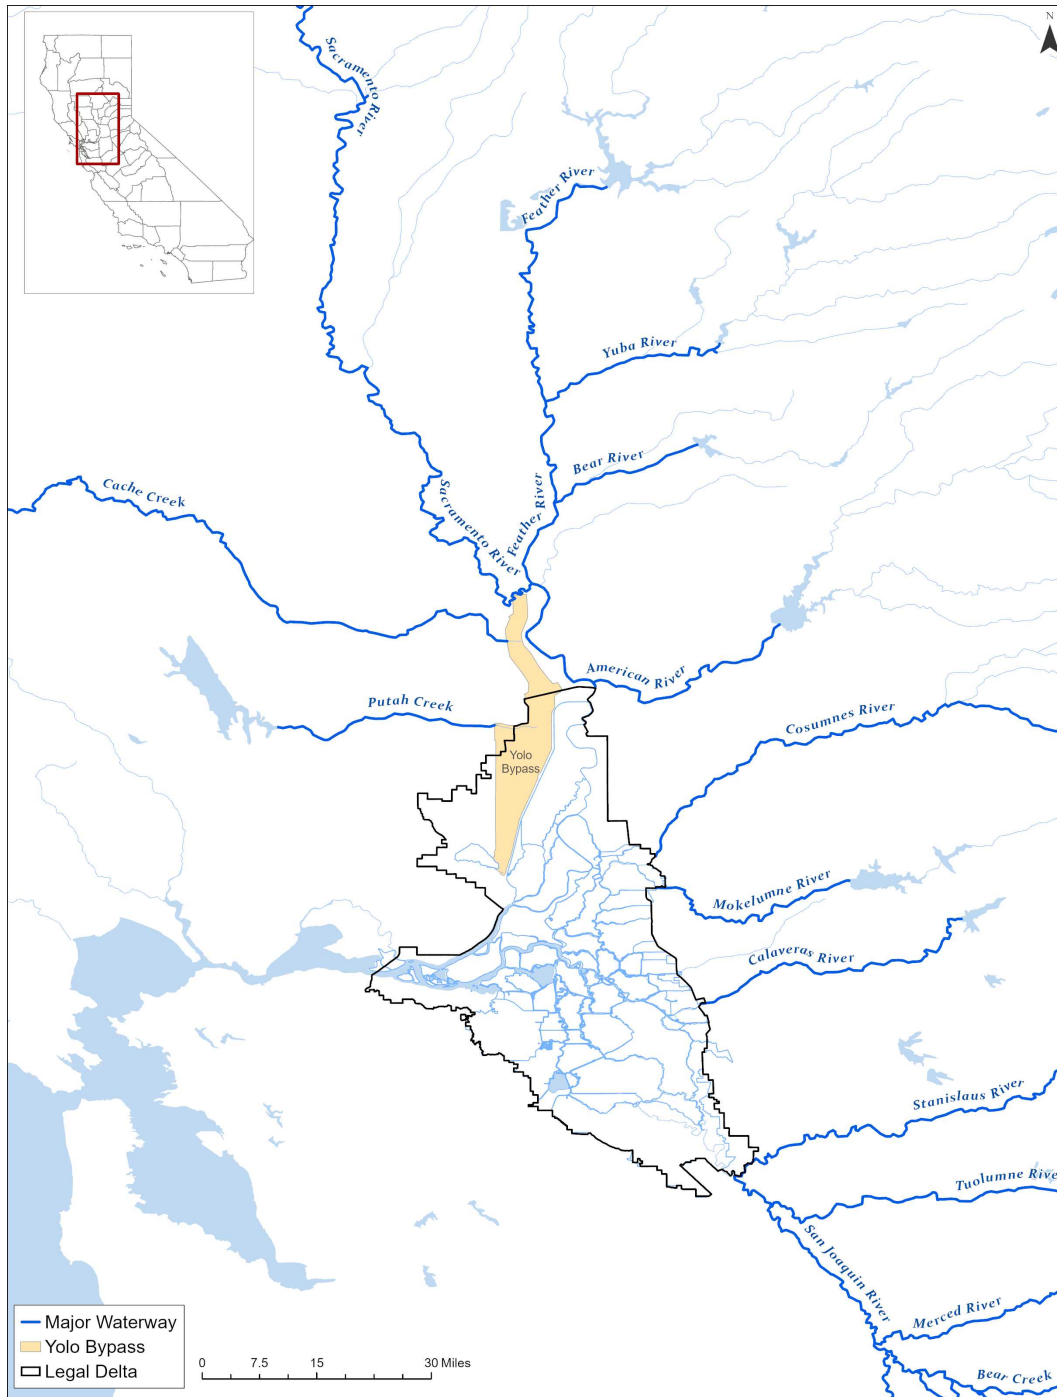 N
Sacramento River
Feather River
Yuba River
Bear River
Cache Creek
Sacramento River
Feather River
American River
Putah Creek
Cosumnes River
Yolo
Bypass
Mokelumne River
Calaveras River
Stanislaus River
Tuolumne River
San Joaquin River
Merced River
Bear Creek
Major Waterway
Yolo Bypass
Legal Delta
0 7.5 15 30 Miles